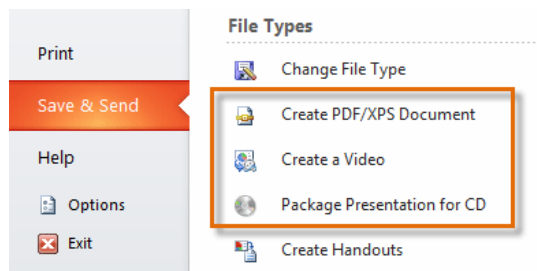 File Types
Print
Change File Type
Save & Send
Create PDF/XPS Document
Help
Create a Video
Options
Package Presentation for CD
Exit
Create Handouts